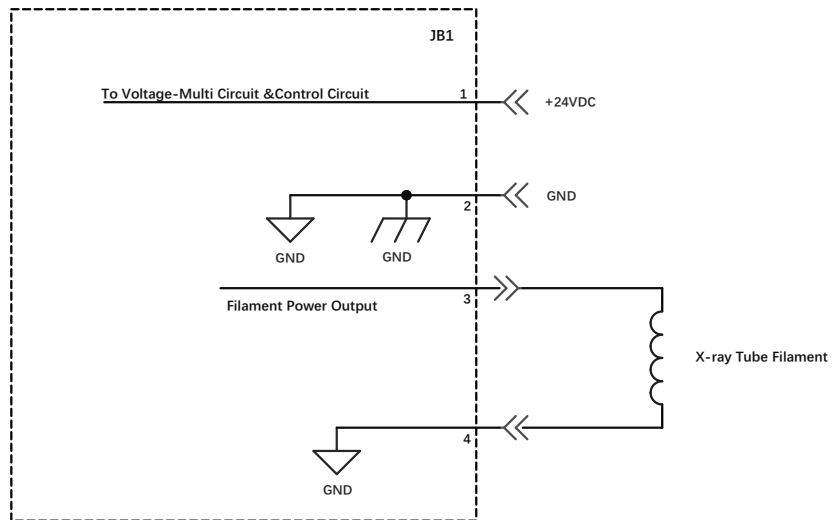 JB1
To Voltage-Multi Circuit &Control Circuit
1
+24VDC
2
GND
GND
GND
3
Filament Power Output
X-ray Tube Filament
4
GND